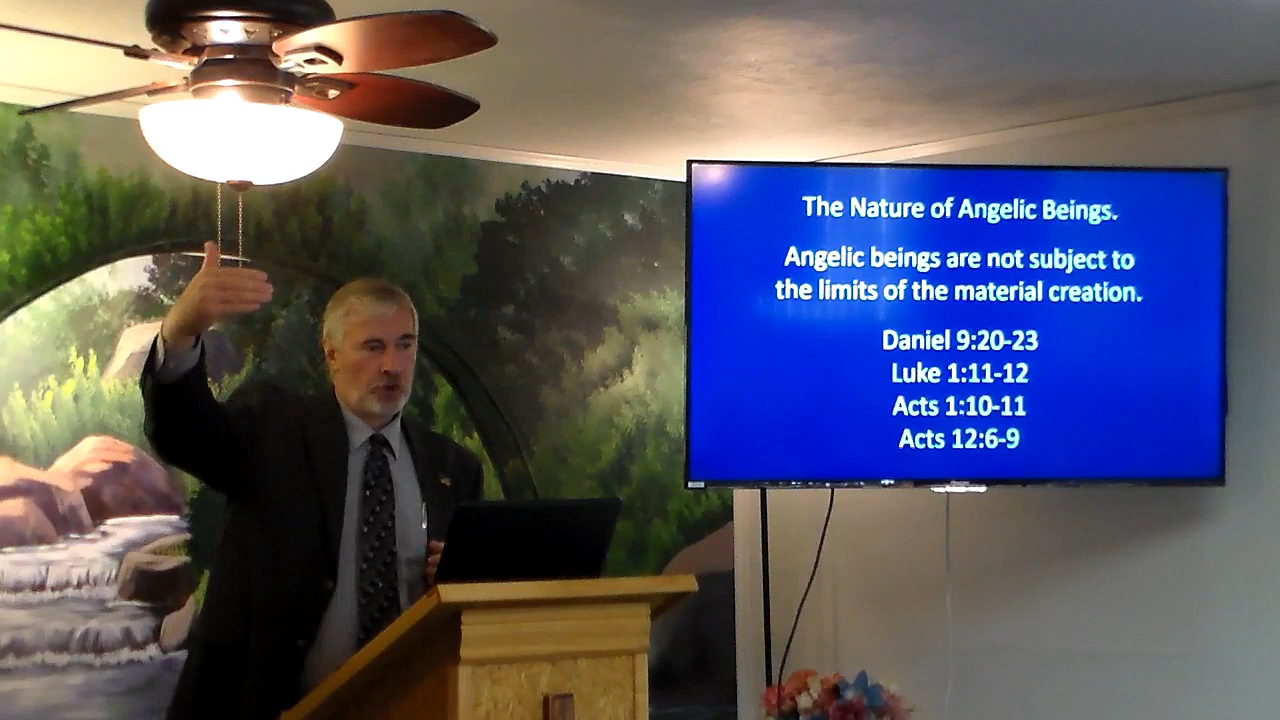 The Nature of Angelic Beings.
Angelic beings are not subject to
the limits of the material creation.
Daniel 9:20-23
Luke 1:11-12
Acts 1:10-11
Acts 12:6-9